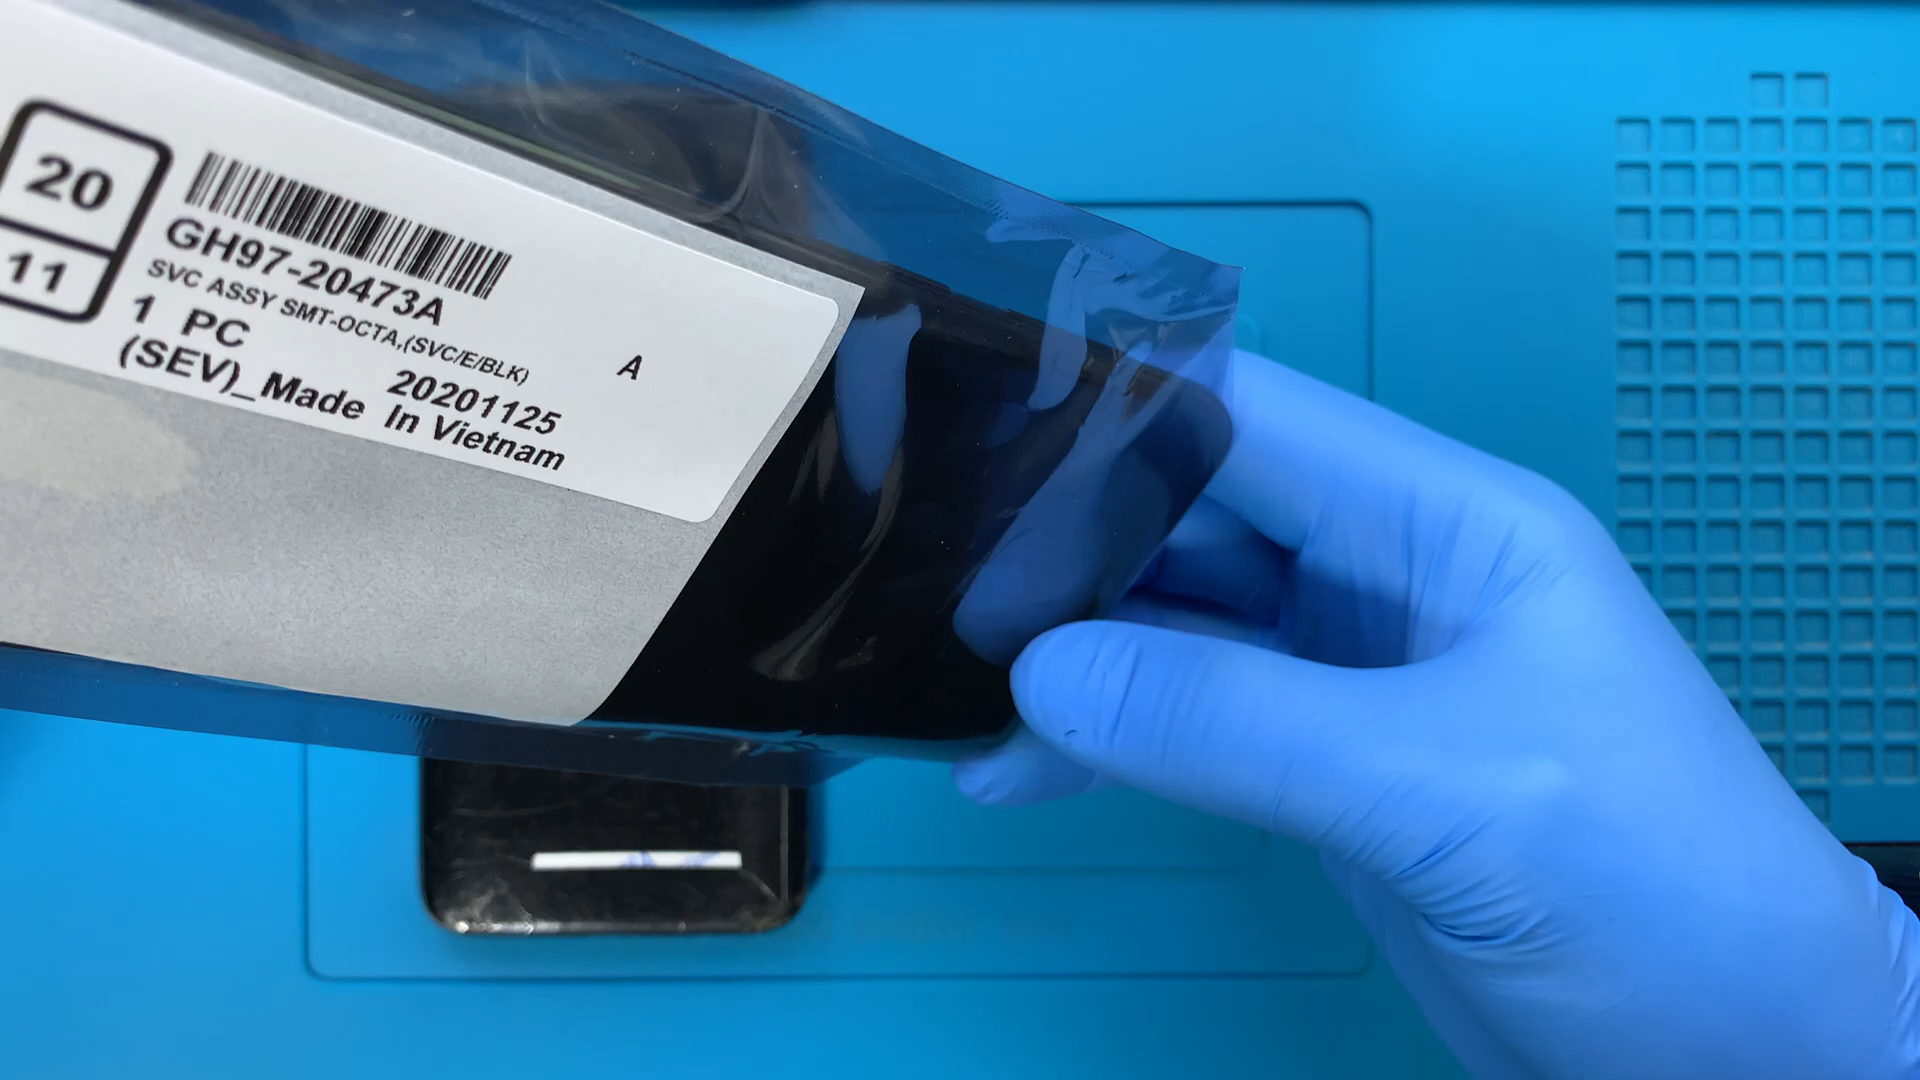 20
11
GH97-20473A
SVC ASSY SMT-OCTA,(SVC/E/BLK)
1 PC
A
20201125
(SEV)_Made In Vietnam